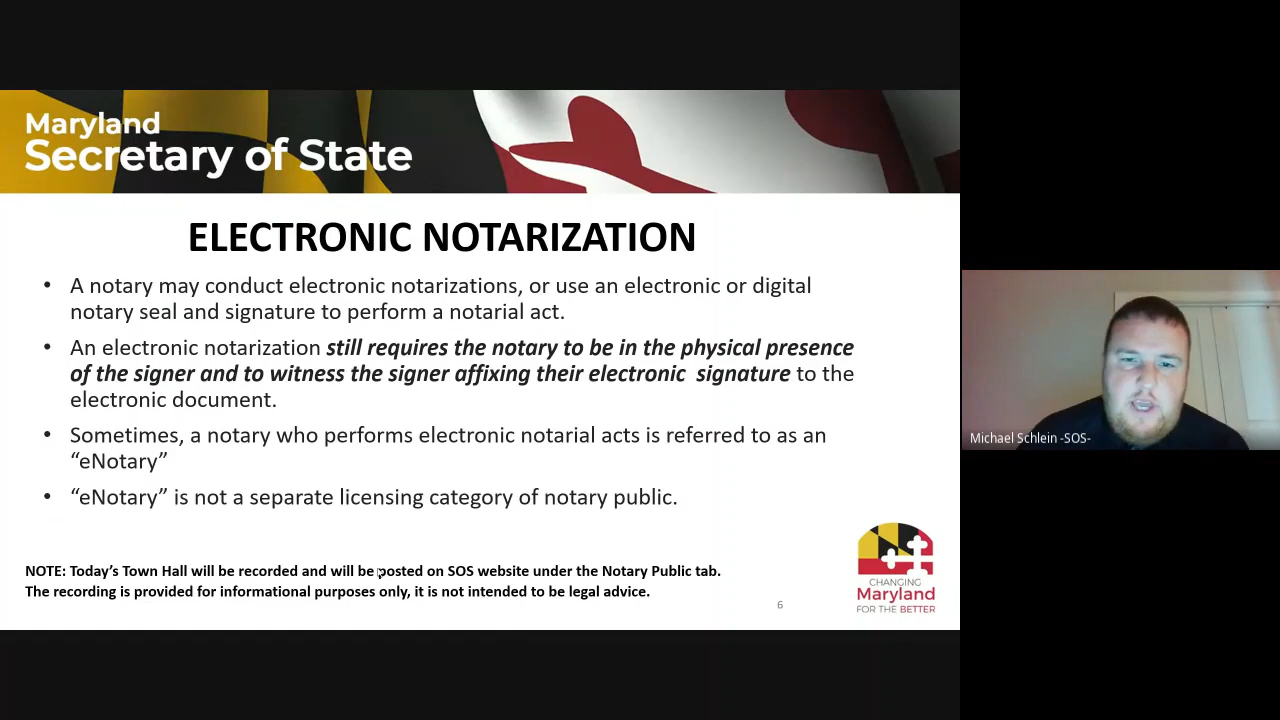 Maryland
Secretary of State
ELECTRONIC NOTARIZATION
• A notary may conduct electronic notarizations, or use an electronic or digital
notary seal and signature to perform a notarial act.
• An electronic notarization still requires the notary to be in the physical presence
of the signer and to witness the signer affixing their electronic signature to the
electronic document.
• Sometimes, a notary who performs electronic notarial acts is referred to as an
“eNotary”
• “eNotary” is not a separate licensing category of notary public.
NOTE: Today’s Town Hall will be recorded and will be posted on SOS website under the Notary Public tab.
The recording is provided for informational purposes only, it is not intended to be legal advice.
6
CHANGING
Maryland
FOR THE BETTER
Michael Schlein -SOS-